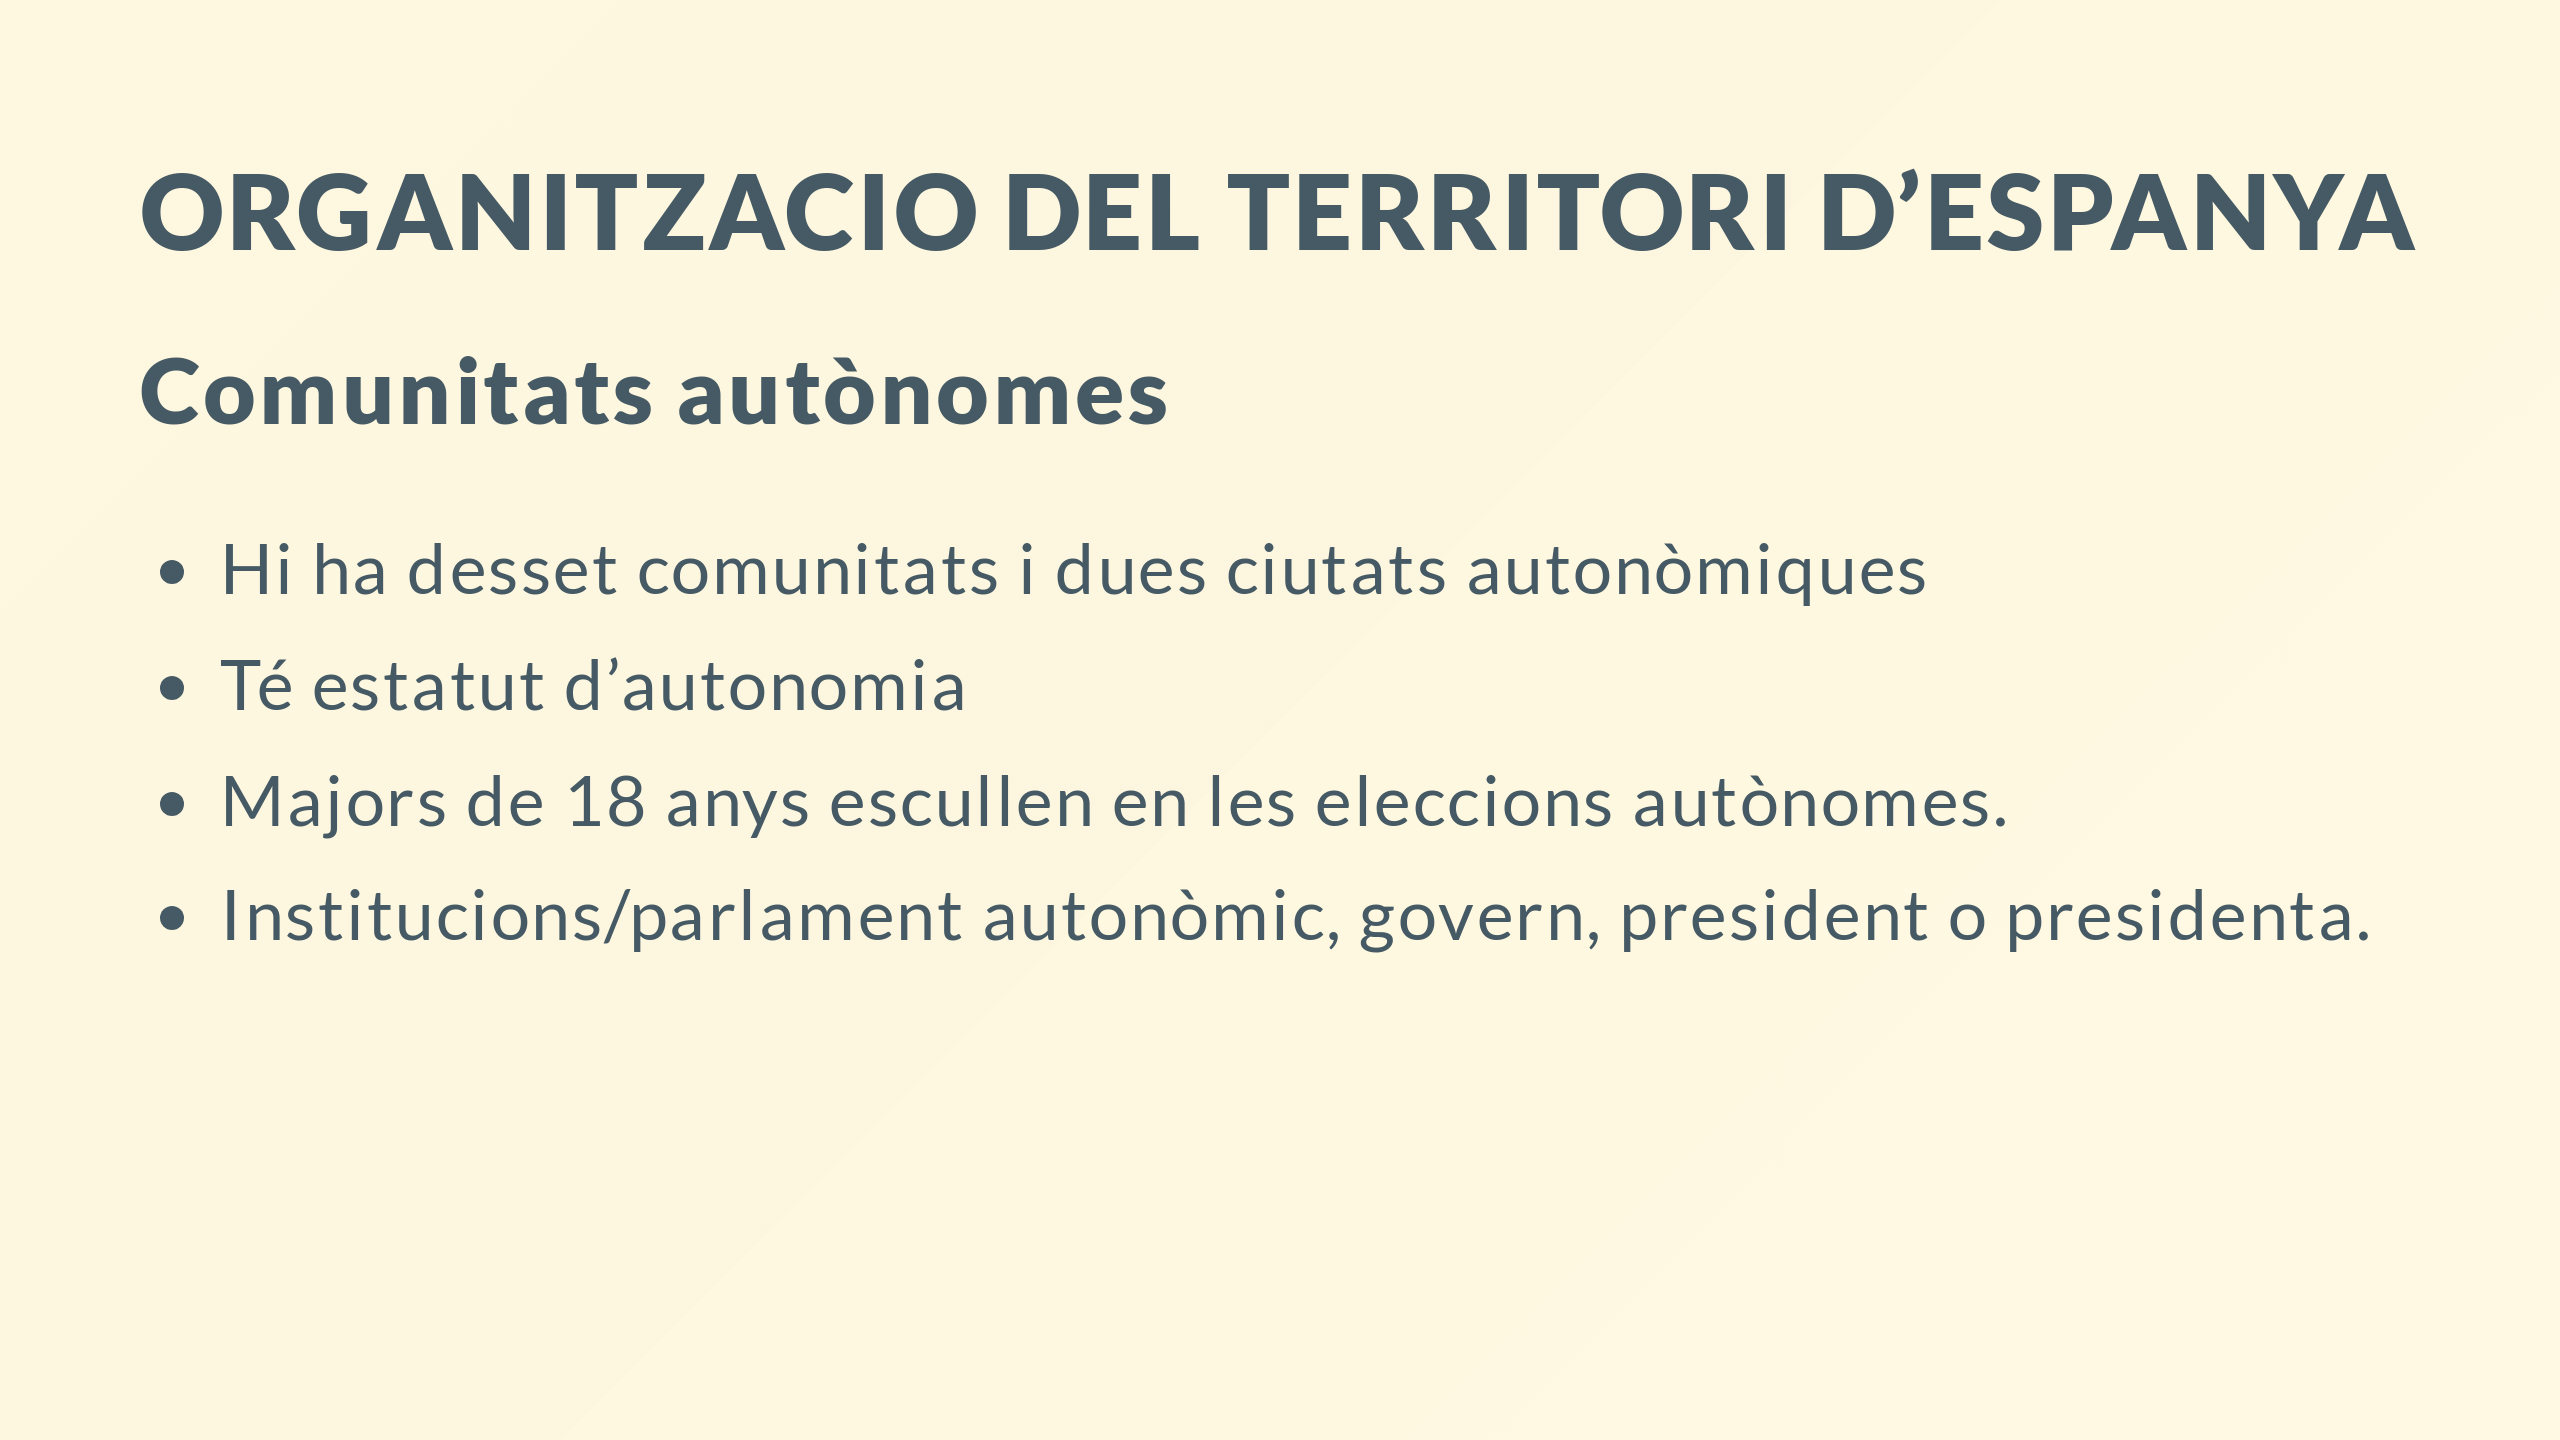 ORGANITZACIO DEL TERRITORI D’ESPANYA
Comunitats autònomes
• Hi ha desset comunitats i dues ciutats autonòmiques
• Té estatut d’autonomia
• Majors de 18 anys escullen en les eleccions autònomes.
• Institucions/parlament autonòmic, govern, president o presidenta.